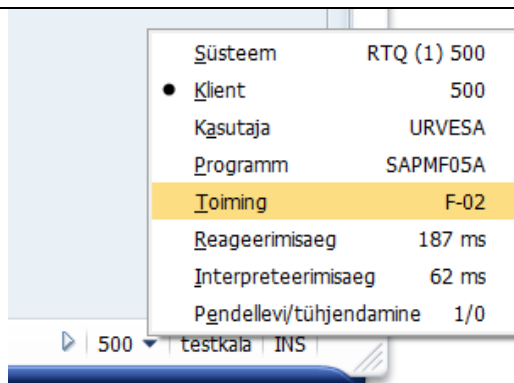 Süsteem RTQ (1) 500
Klient 500
Kasutaja URVESA
Programm SAPMF05A
Toiming F-02
Reageerimisaeg 187 ms
Interpreteerimisaeg 62 ms
Pendellevi/tühjendamine 1/0
500 testkala INS